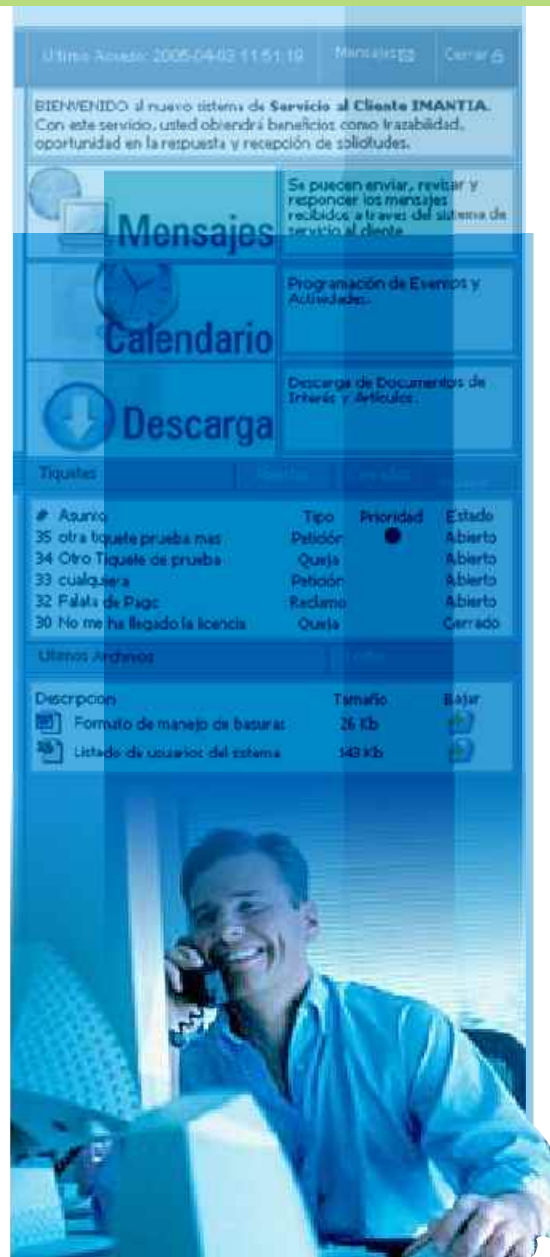 Ultimo Acceso: 2005-04-03 11:51:19 Mensajes Cerrar
BIENVENIDO al nuevo sistema de Servicio al Cliente IMANTIA.
Con este servicio, usted obtendrá beneficios como trazabilidad,
oportunidad en la respuesta y recepción de solicitudes.
Mensajes
Se pueden enviar, revisar y
responder los mensajes
recibidos a traves del sistema de
servicio al cliente
Calendario
Programación de Eventos y
Actividades.
Descarga
Descarga de Documentos de
Interés y Artículos.
Tiquetes
# Asunto Tipo Prioridad Estado
35 otra tiquete prueba mas Petición Abierto
34 Otro Tiquete de prueba Queja Abierto
33 cualquiera Petición Abierto
32 Falata de Pago Reclamo Abierto
30 No me ha llegado la licencia Queja Cerrado
Ultimos Archivos
Descrpcion Tamaño Bajar
Formato de manejo de basuras 26 Kb
Listado de usuarios del sistema 143 Kb